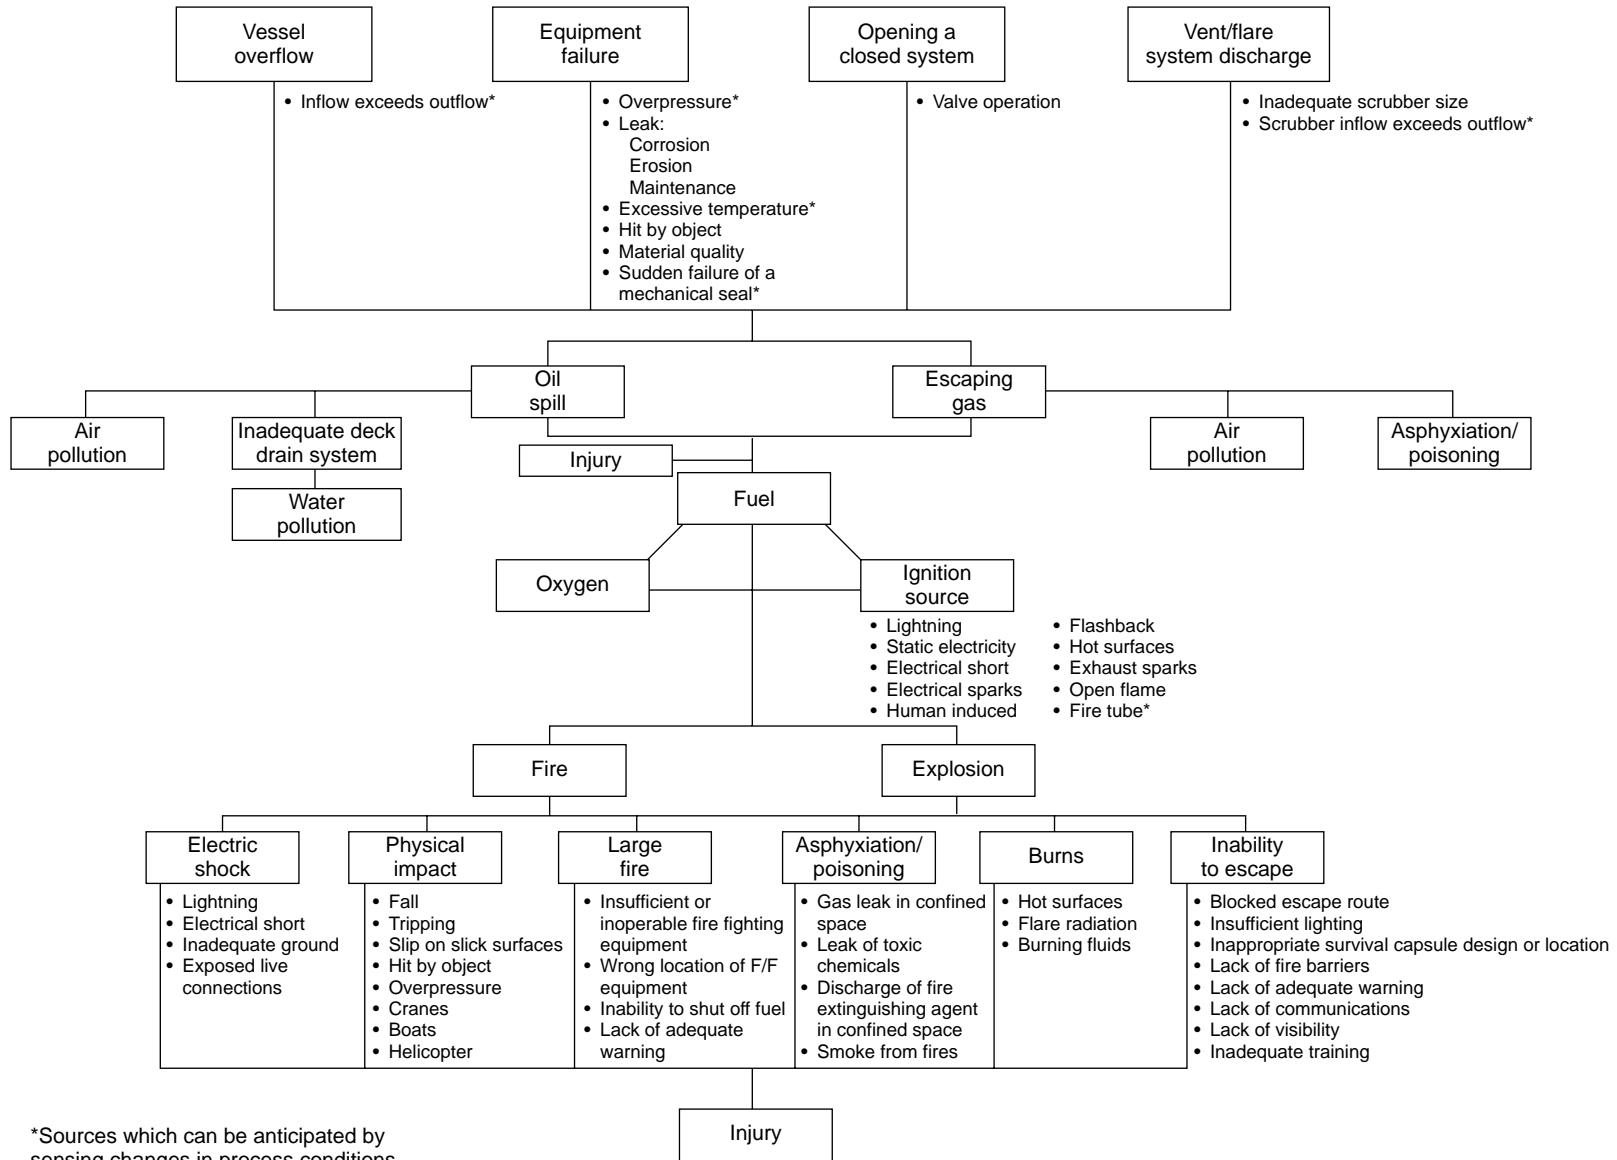 Vessel
overflow
Equipment
failure
Opening a
closed system
Vent/flare
system discharge
• Inflow exceeds outflow*
• Overpressure*
• Leak:
Corrosion
Erosion
Maintenance
• Excessive temperature*
• Hit by object
• Material quality
• Sudden failure of a
mechanical seal*
• Valve operation
• Inadequate scrubber size
• Scrubber inflow exceeds outflow*
Oil
spill
Escaping
gas
Air
pollution
Inadequate deck
drain system
Water
pollution
Injury
Air
pollution
Asphyxiation/
poisoning
Fuel
Oxygen
Ignition
source
• Lightning
• Static electricity
• Electrical short
• Electrical sparks
• Human induced
• Flashback
• Hot surfaces
• Exhaust sparks
• Open flame
• Fire tube*
Fire
Explosion
Electric
shock
• Lightning
• Electrical short
• Inadequate ground
• Exposed live
connections
Physical
impact
• Fall
• Tripping
• Slip on slick surfaces
• Hit by object
• Overpressure
• Cranes
• Boats
• Helicopter
Large
fire
• Insufficient or
inoperable fire fighting
equipment
• Wrong location of F/F
equipment
• Inability to shut off fuel
• Lack of adequate
warning
Asphyxiation/
poisoning
• Gas leak in confined
space
• Leak of toxic
chemicals
• Discharge of fire
extinguishing agent
in confined space
• Smoke from fires
Burns
• Hot surfaces
• Flare radiation
• Burning fluids
Inability
to escape
• Blocked escape route
• Insufficient lighting
• Inappropriate survival capsule design or location
• Lack of fire barriers
• Lack of adequate warning
• Lack of communications
• Lack of visibility
• Inadequate training
Injury
*Sources which can be anticipated by
sensing changes in process conditions